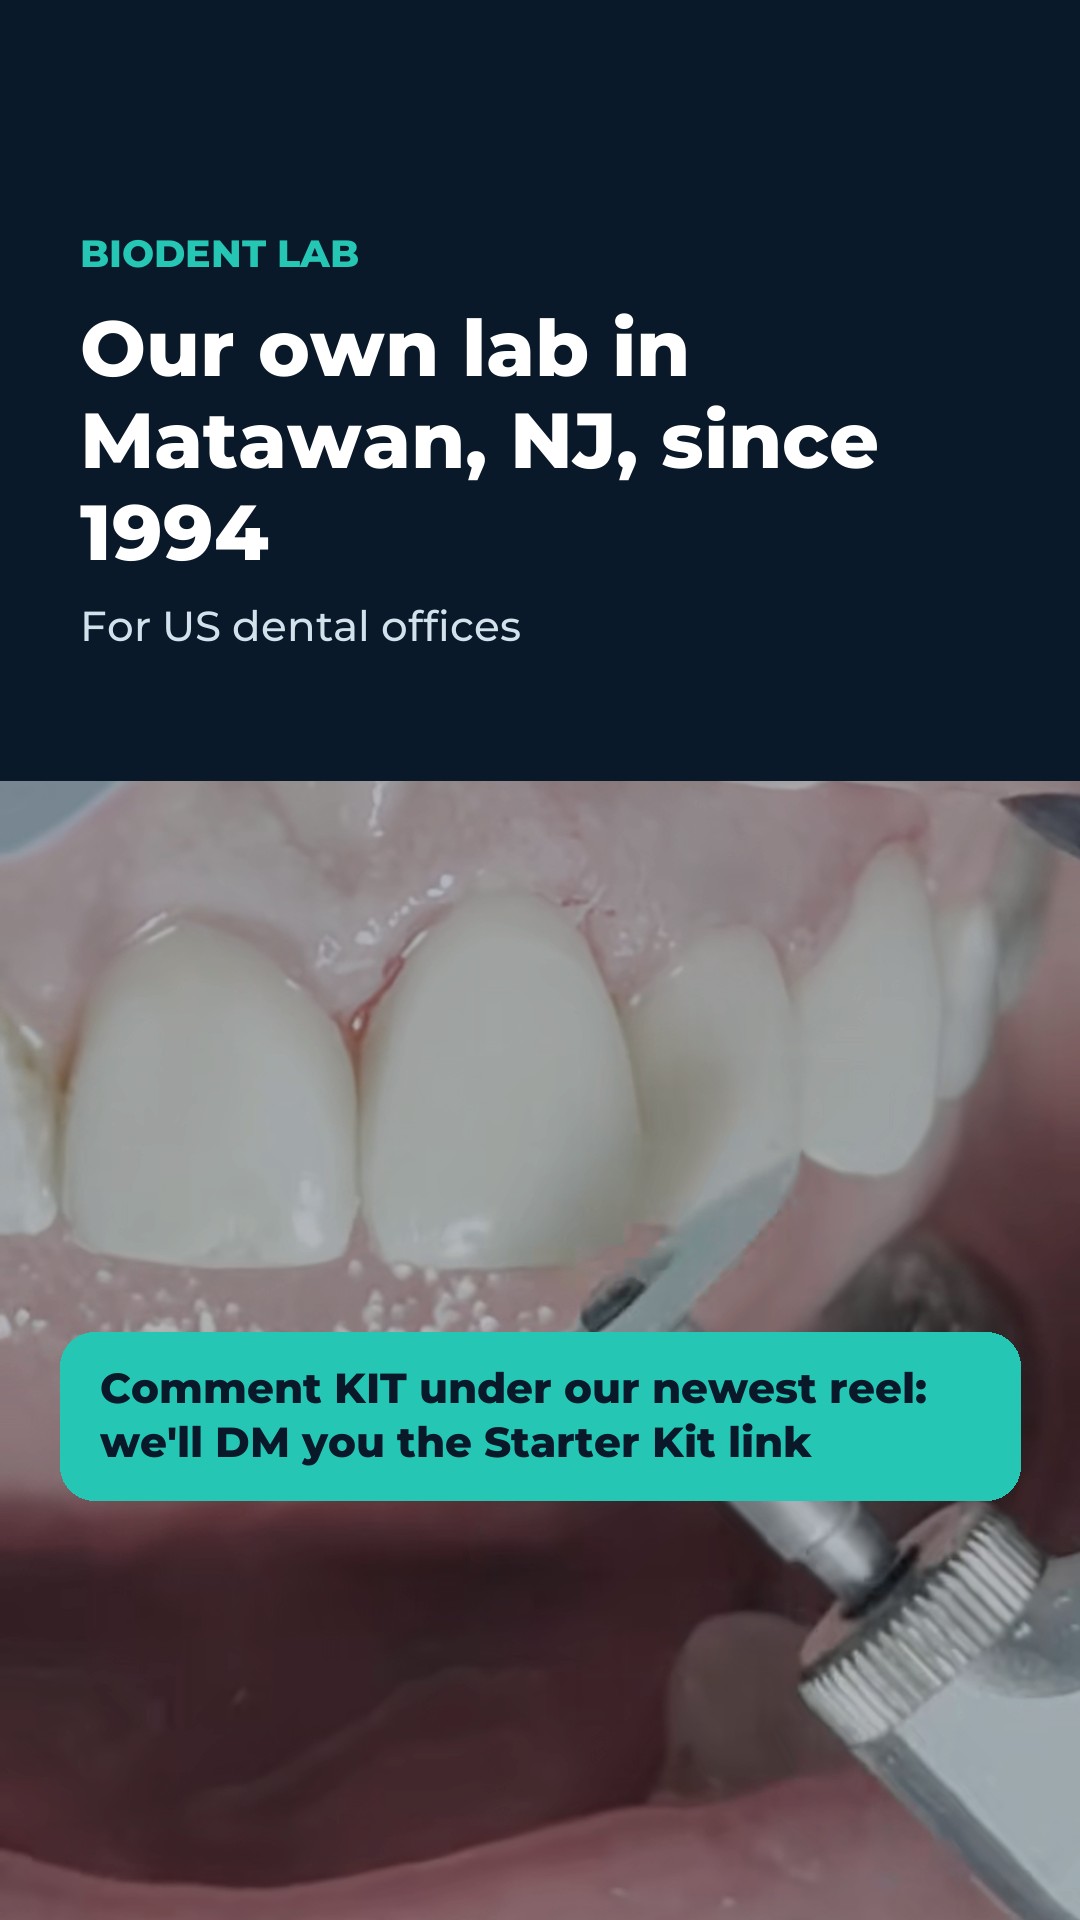 BIODENT LAB
Our own lab in
Matawan, NJ, since
1994
For US dental offices
Comment KIT under our newest reel:
we'll DM you the Starter Kit link